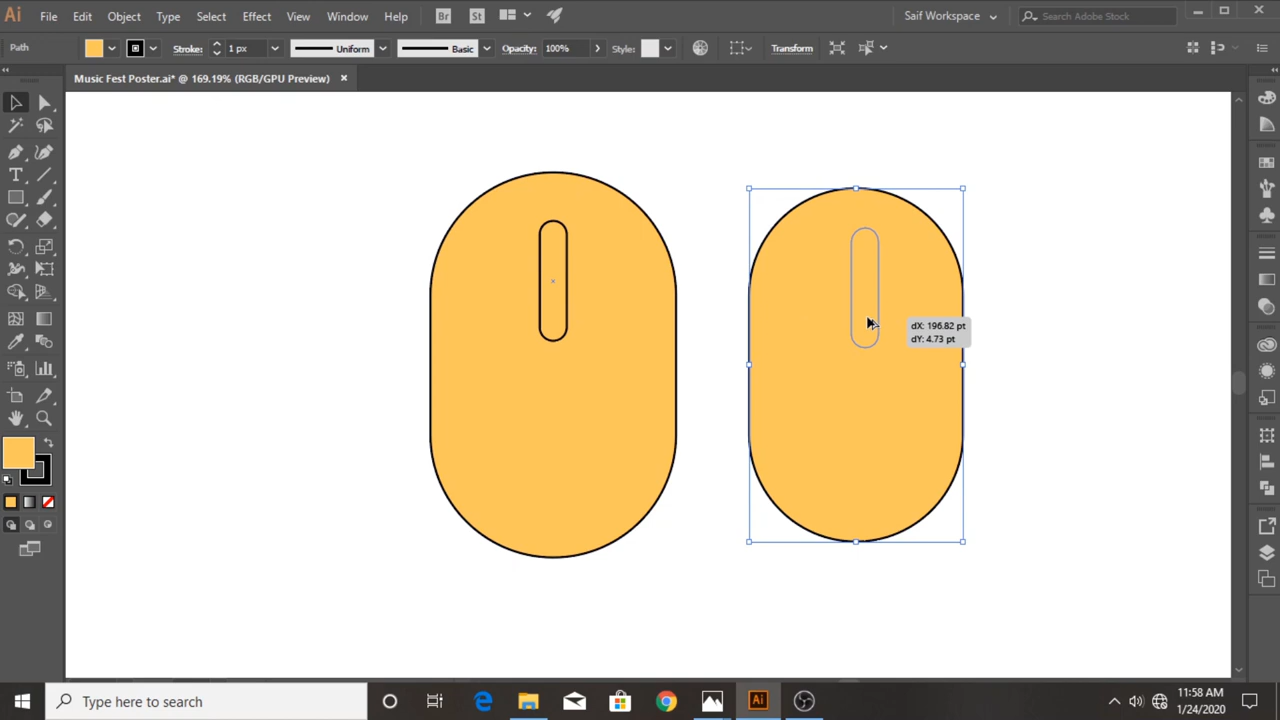 Ai File Edit Object Type Select Effect View Window Help Br St Saif Workspace Search Adobe Stock
Path Stroke: 1 px Uniform Basic Opacity: 100% Style: Transform
Music Fest Poster.ai* @ 169.19% (RGB/GPU Preview)
dX: 196.82 pt
dY: 4.73 pt
Type here to search Ai 11:58 AM
1/24/2020